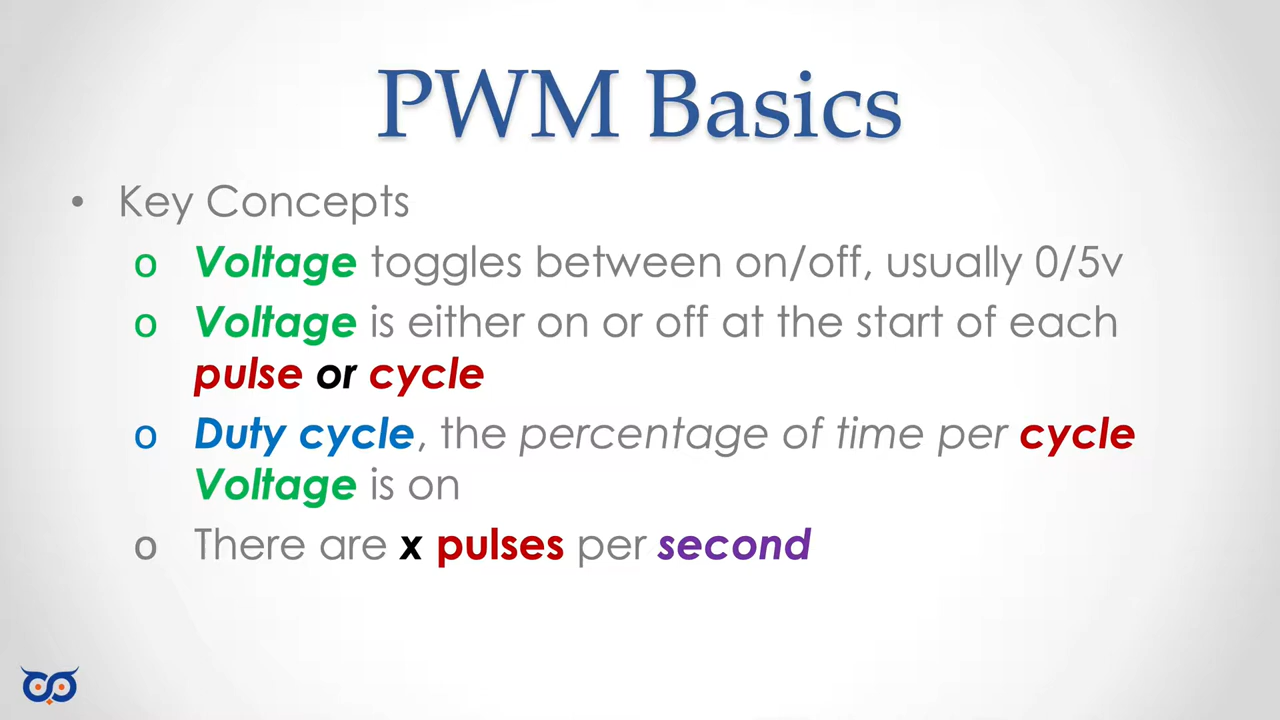 PWM Basics
• Key Concepts
o Voltage toggles between on/off, usually 0/5v
o Voltage is either on or off at the start of each
pulse or cycle
o Duty cycle, the percentage of time per cycle
Voltage is on
o There are x pulses per second